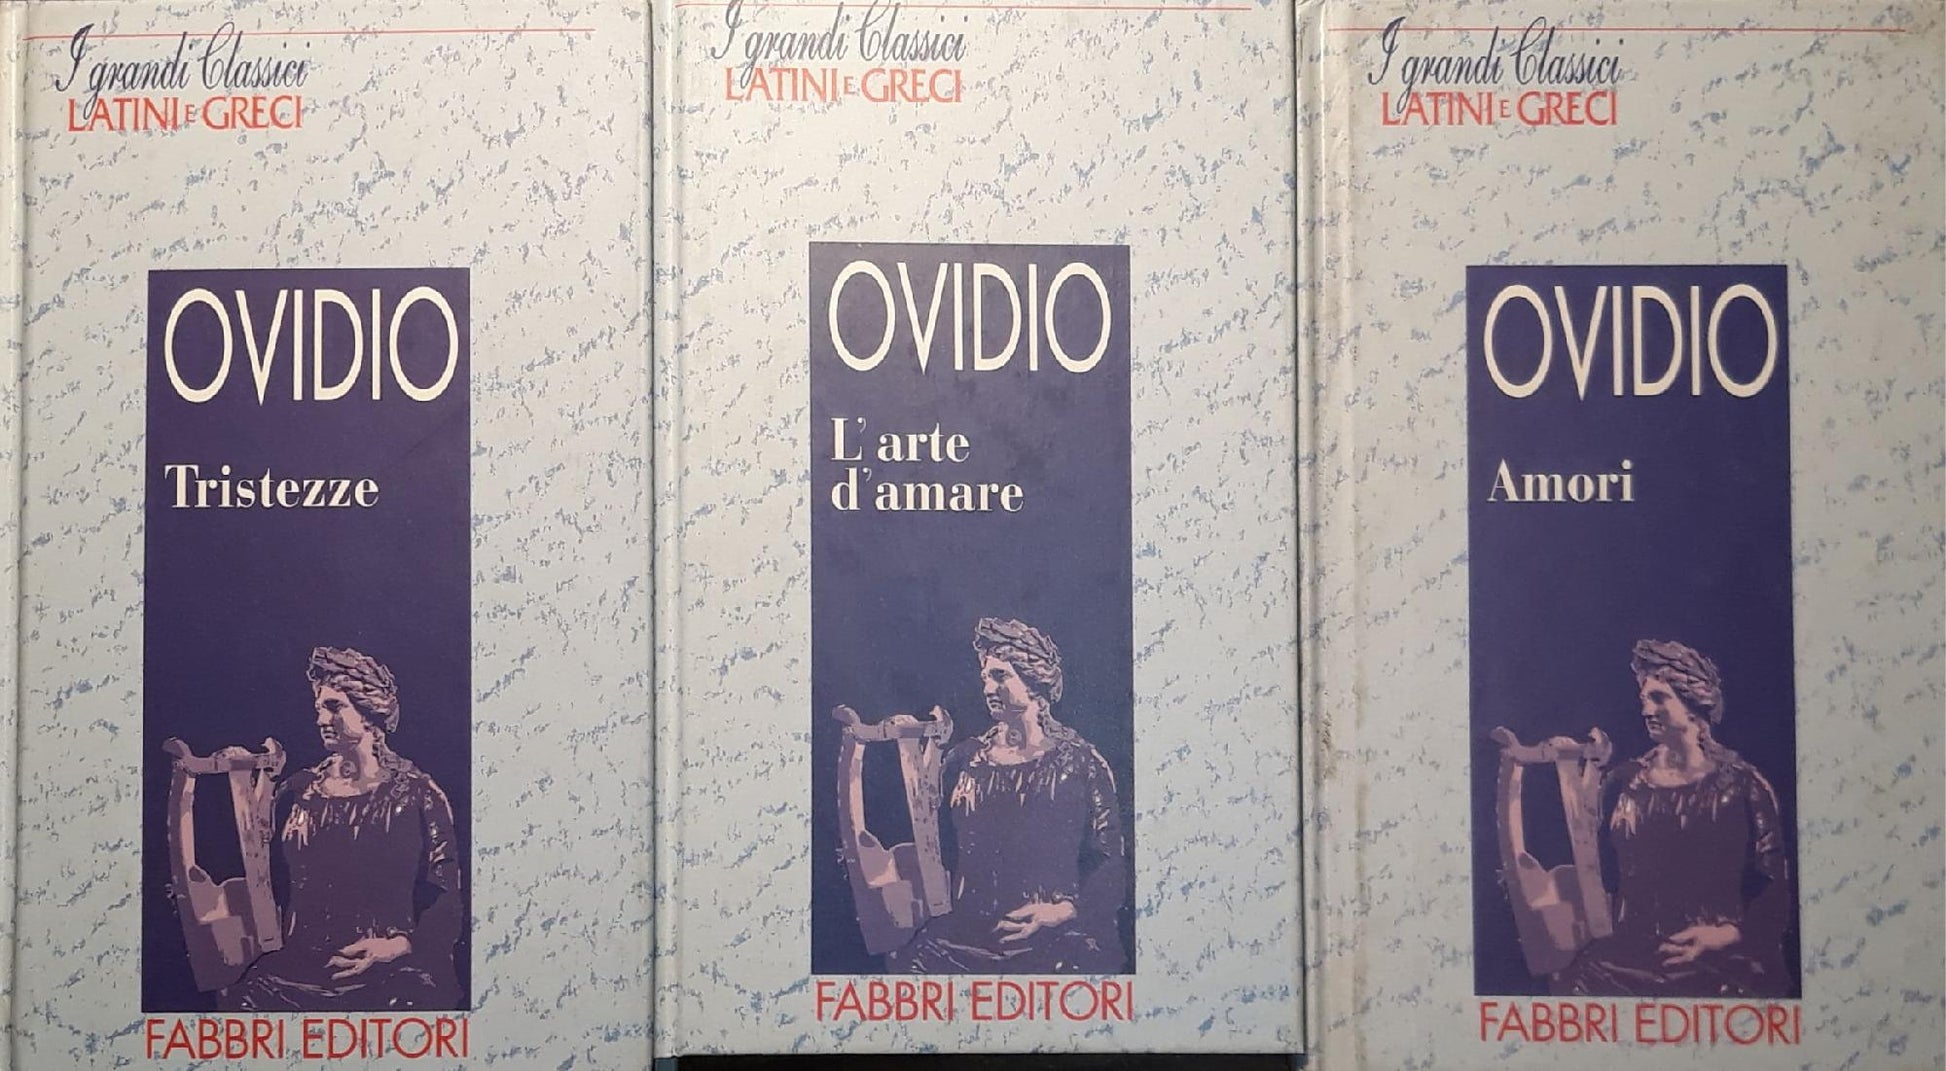 I grandi Classici
LATINI E GRECI
OVIDIO
Tristezze
FABBRI EDITORI
I grandi Classici
LATINI E GRECI
OVIDIO
L'arte
d'amare
FABBRI EDITORI
I grandi Classici
LATINI E GRECI
OVIDIO
Amori
FABBRI EDITORI